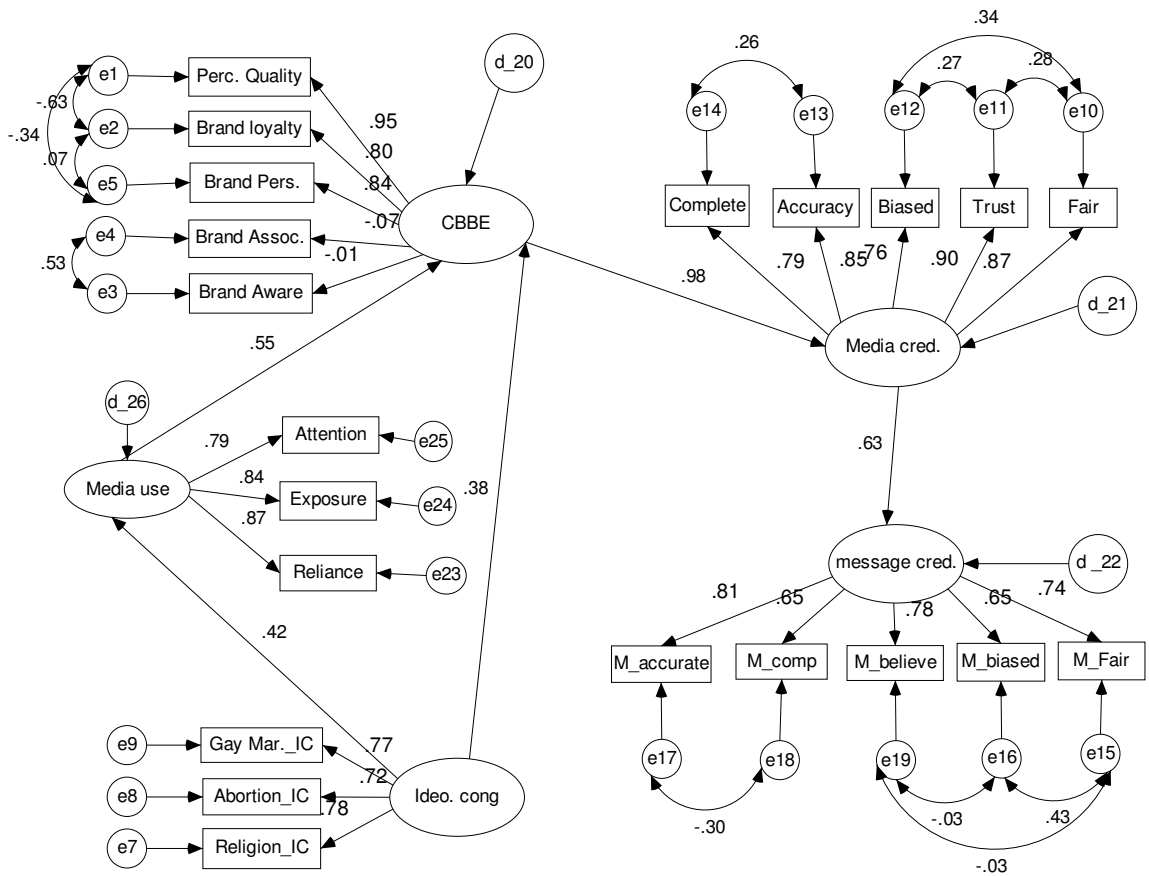 .34
d_20
.26
.28
e1
Perc. Quality
.27
-.63
e14
e13
e12
e11
e10
.95
e2
Brand loyalty
-.34
.80
.07
e5
Brand Pers.
.84
Complete
Accuracy
Biased
Trust
Fair
-.07
CBBE
e4
Brand Assoc.
-.01
.79
.85
.76
.90
.87
.53
e3
Brand Aware
.98
d_21
.55
Media cred.
d_26
.79
Attention
e25
.63
Media use
.84
Exposure
e24
.38
.87
Reliance
e23
message cred.
d _22
.81
.65
.78
.65
.74
.42
M_accurate
M_comp
M_believe
M_biased
M_Fair
e9
Gay Mar._IC
.77
e17
e18
e19
e16
e15
.72
e8
Abortion_IC
.78
Ideo. cong
-.30
-.03
.43
e7
Religion_IC
-.03